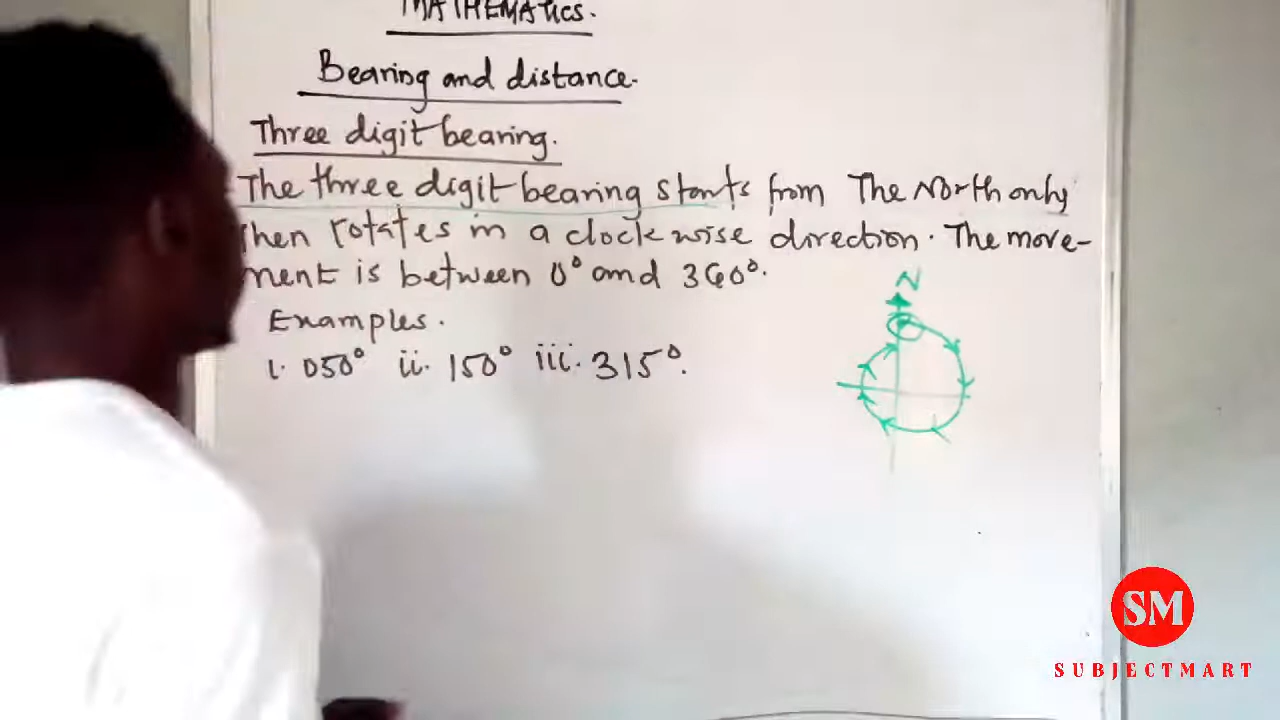 MATHEMATICS.
Bearing and distance.
Three digit bearing.
The three digit bearing starts from The North only
then rotates in a clockwise direction. The move-
ment is between 0° and 360°.
N
Examples.
i. 050° ii. 150° iii. 315°.
SM
SUBJECTMART